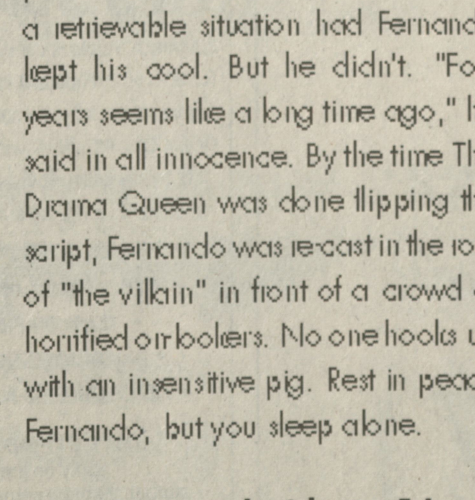 a retrievable situation had Fernand
kept his cool. But he didn't. "Fo
years seems like a long time ago,"
said in all innocence. By the time Th
Drama Queen was done flipping th
script, Fernando was re-cast in the ro
of "the villain" in front of a crowd
horrified onlookers. No one hooks u
with an insensitive pig. Rest in peac
Fernando, but you sleep alone.